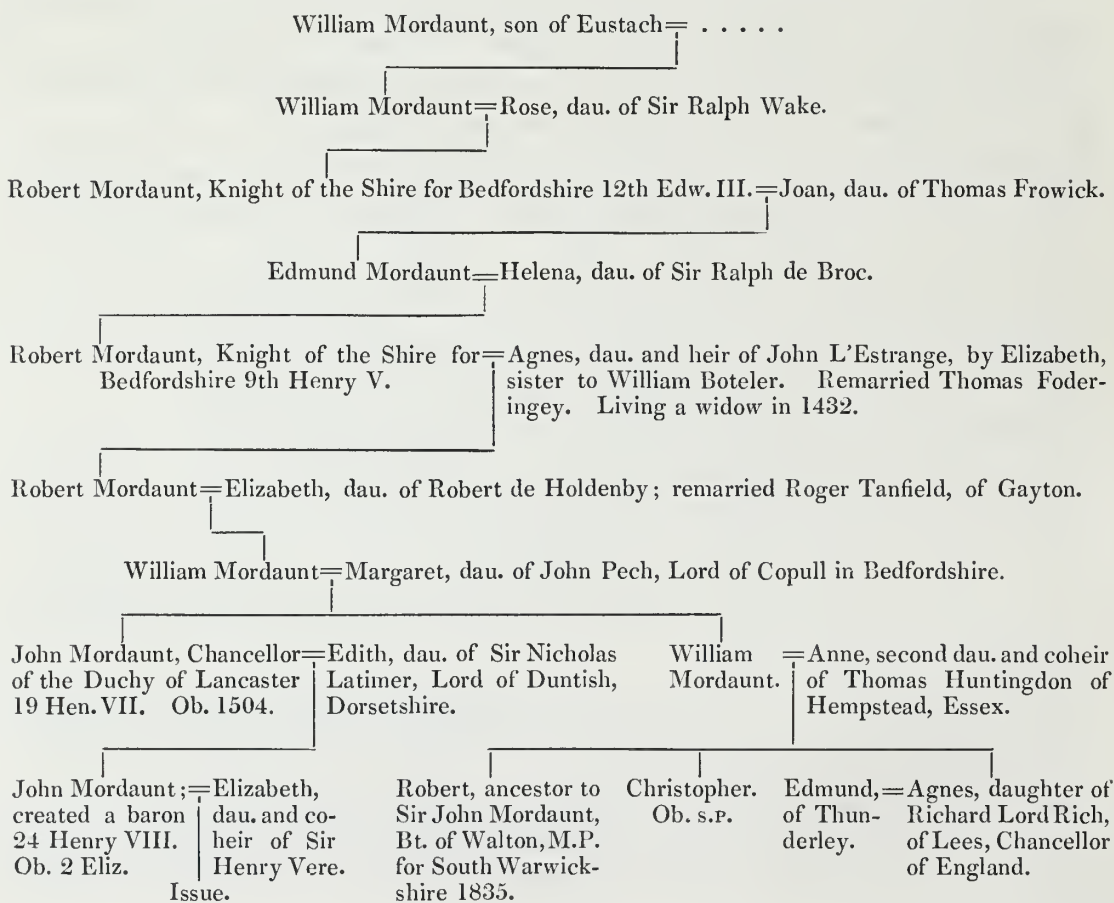 William Mordaunt, son of Eustach = . . . . .
William Mordaunt = Rose, dau. of Sir Ralph Wake.
Robert Mordaunt, Knight of the Shire for Bedfordshire 12th Edw. III. = Joan, dau. of Thomas Frowick.
Edmund Mordaunt = Helena, dau. of Sir Ralph de Broc.
Robert Mordaunt, Knight of the Shire for
Bedfordshire 9th Henry V.
= Agnes, dau. and heir of John L'Estrange, by Elizabeth,
sister to William Boteler. Remarried Thomas Foder-
ingey. Living a widow in 1432.
Robert Mordaunt = Elizabeth, dau. of Robert de Holdenby; remarried Roger Tanfield, of Gayton.
William Mordaunt = Margaret, dau. of John Pech, Lord of Copull in Bedfordshire.
John Mordaunt, Chancellor
of the Duchy of Lancaster
19 Hen. VII. Ob. 1504.
= Edith, dau. of Sir Nicholas
Latimer, Lord of Duntish,
Dorsetshire.
William
Mordaunt.
= Anne, second dau. and coheir
of Thomas Huntingdon of
Hempstead, Essex.
John Mordaunt;
created a baron
24 Henry VIII.
Ob. 2 Eliz.
= Elizabeth,
dau. and co-
heir of Sir
Henry Vere.
Issue.
Robert, ancestor to
Sir John Mordaunt,
Bt. of Walton, M.P.
for South Warwick-
shire 1835.
Christopher.
Ob. S.P.
Edmund,
of Thun-
derley.
= Agnes, daughter of
Richard Lord Rich,
of Lees, Chancellor
of England.